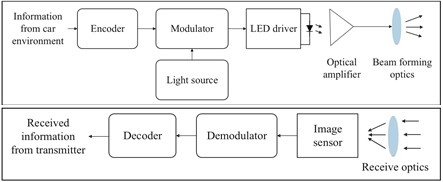 Information
from car
environment
Encoder
Modulator
LED driver
Light source
Optical
amplifier
Beam forming
optics
Received
information
from transmitter
Decoder
Demodulator
Image
sensor
Receive optics